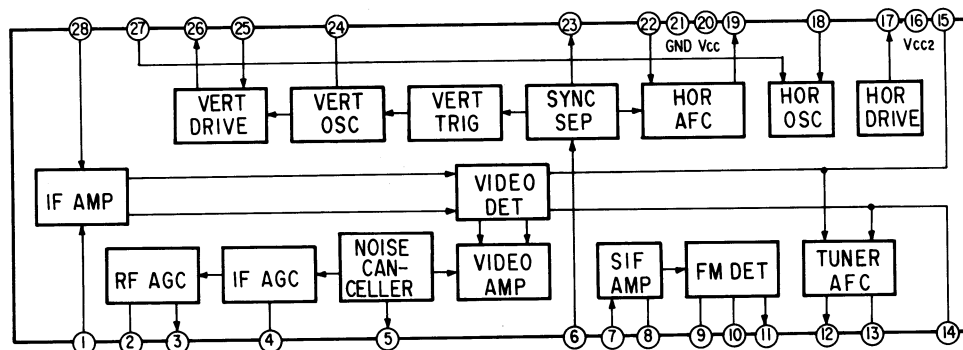 28 27 26 25 24 23 22 21 20 19 18 17 16 15
GND Vcc Vcc2
VERT
DRIVE
VERT
OSC
VERT
TRIG
SYNC
SEP
HOR
AFC
HOR
OSC
HOR
DRIVE
IF AMP
VIDEO
DET
RF AGC
IF AGC
NOISE
CAN-
CELLER
VIDEO
AMP
SIF
AMP
FM DET
TUNER
AFC
1 2 3 4 5 6 7 8 9 10 11 12 13 14